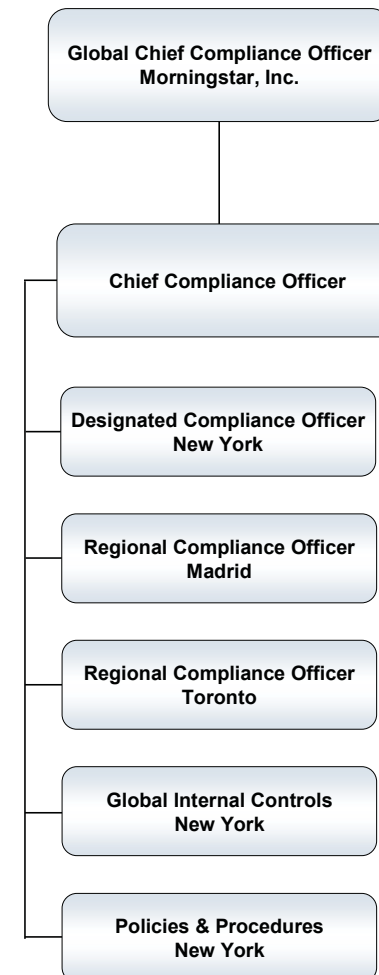 Global Chief Compliance Officer
Morningstar, Inc.
Chief Compliance Officer
Designated Compliance Officer
New York
Regional Compliance Officer
Madrid
Regional Compliance Officer
Toronto
Global Internal Controls
New York
Policies & Procedures
New York